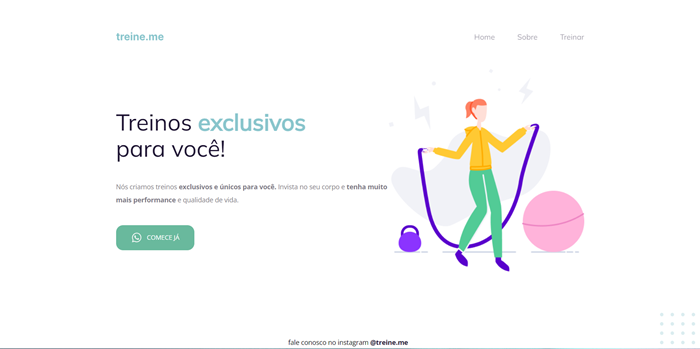 treine.me
Home Sobre Treinar
Treinos exclusivos
para você!
Nós criamos treinos exclusivos e únicos para você. Invista no seu corpo e tenha muito
mais performance e qualidade de vida.
COMECE JÁ
fale conosco no instagram @treine.me